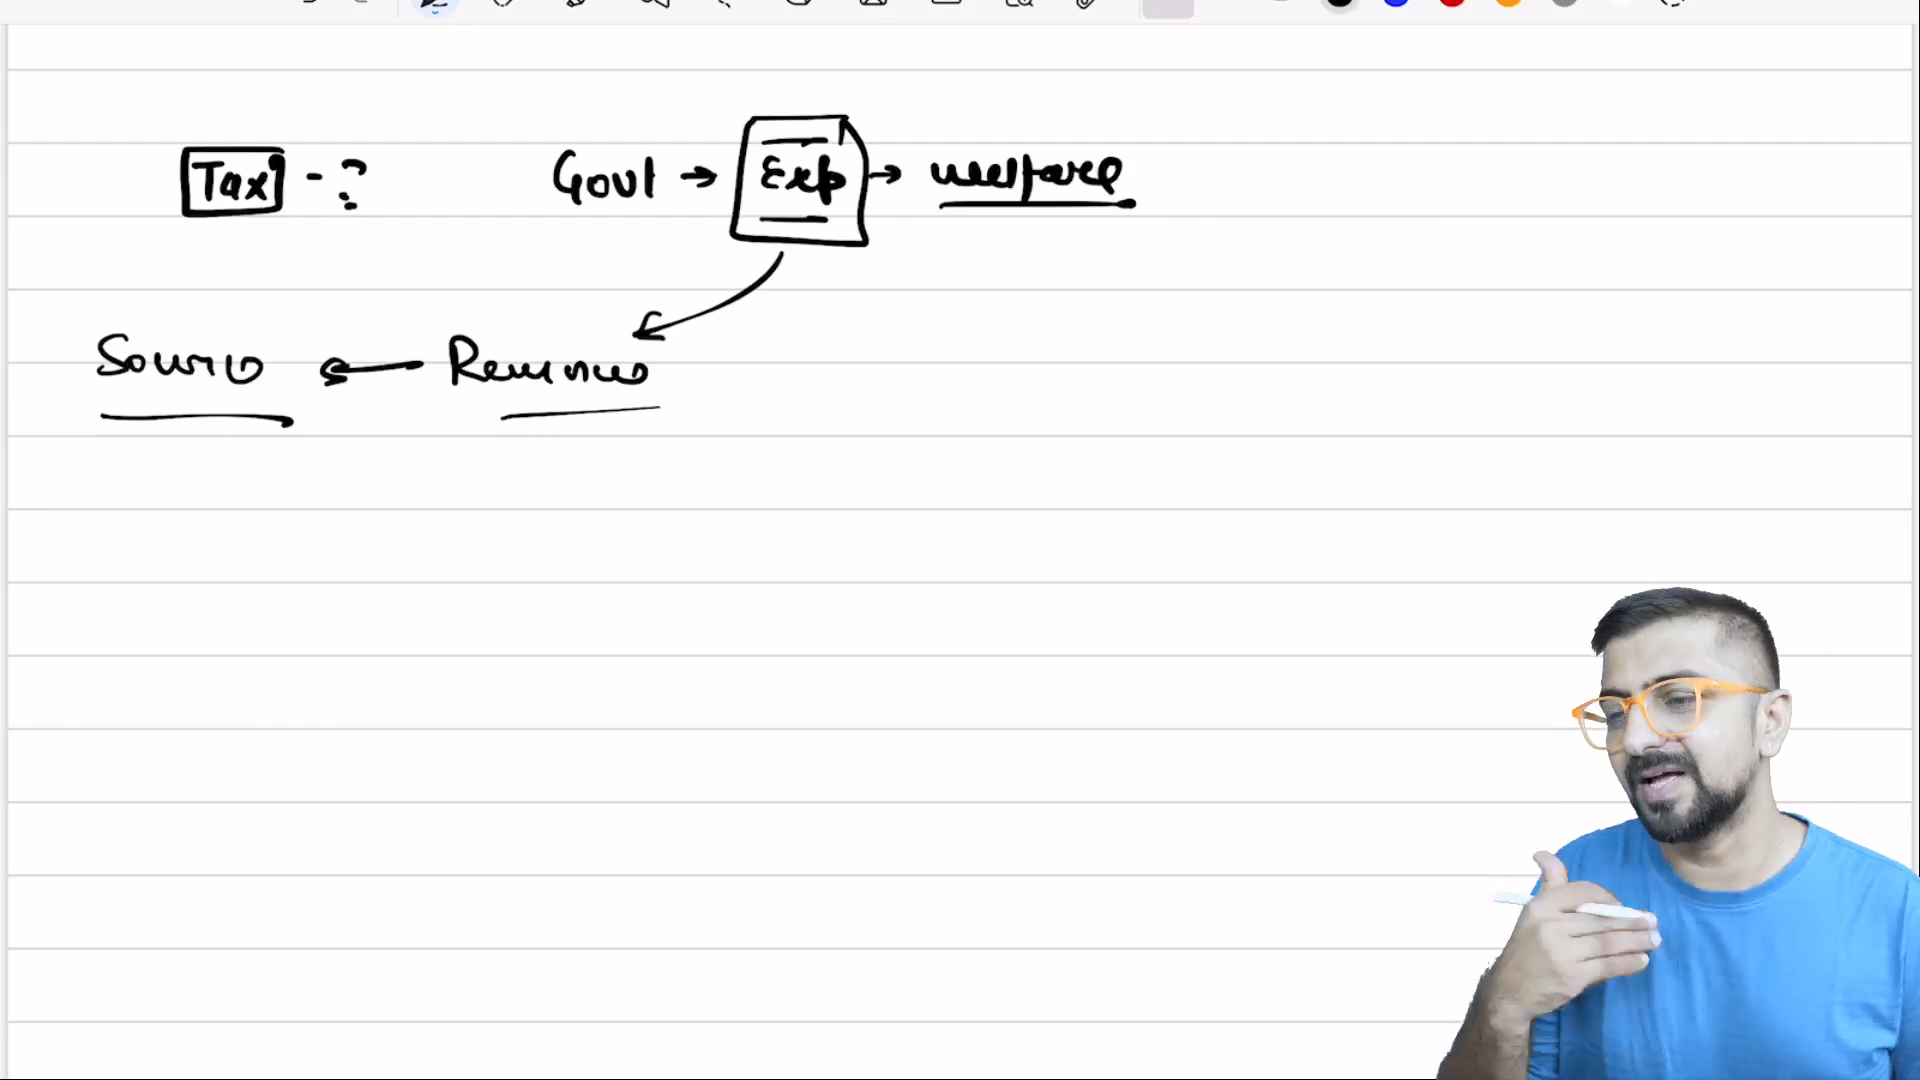 Tax - ? Govt → Exp → welfare
Source ← Revenue